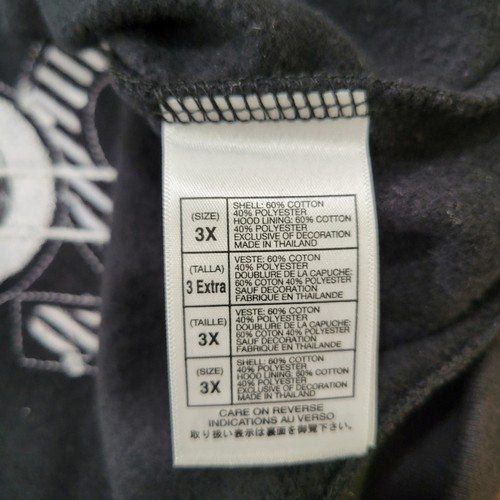 (SIZE)
3X
SHELL: 60% COTTON
40% POLYESTER
HOOD LINING: 60% COTTON
40% POLYESTER
EXCLUSIVE OF DECORATION
MADE IN THAILAND
(TALLA)
3 Extra
VESTE: 60% COTON
40% POLYESTER
DOUBLURE DE LA CAPUCHE:
60% COTON 40% POLYESTER
SAUF DECORATION
FABRIQUE EN THAILANDE
(TAILLE)
3X
VESTE: 60% COTON
40% POLYESTER
DOUBLURE DE LA CAPUCHE:
60% COTON 40% POLYESTER
SAUF DECORATION
FABRIQUE EN THAILANDE
(SIZE)
3X
SHELL: 60% COTTON
40% POLYESTER
HOOD LINING: 60% COTTON
40% POLYESTER
EXCLUSIVE OF DECORATION
MADE IN THAILAND
CARE ON REVERSE
INDICATIONS AU VERSO
取り扱い表示は裏面を御覧下さい。